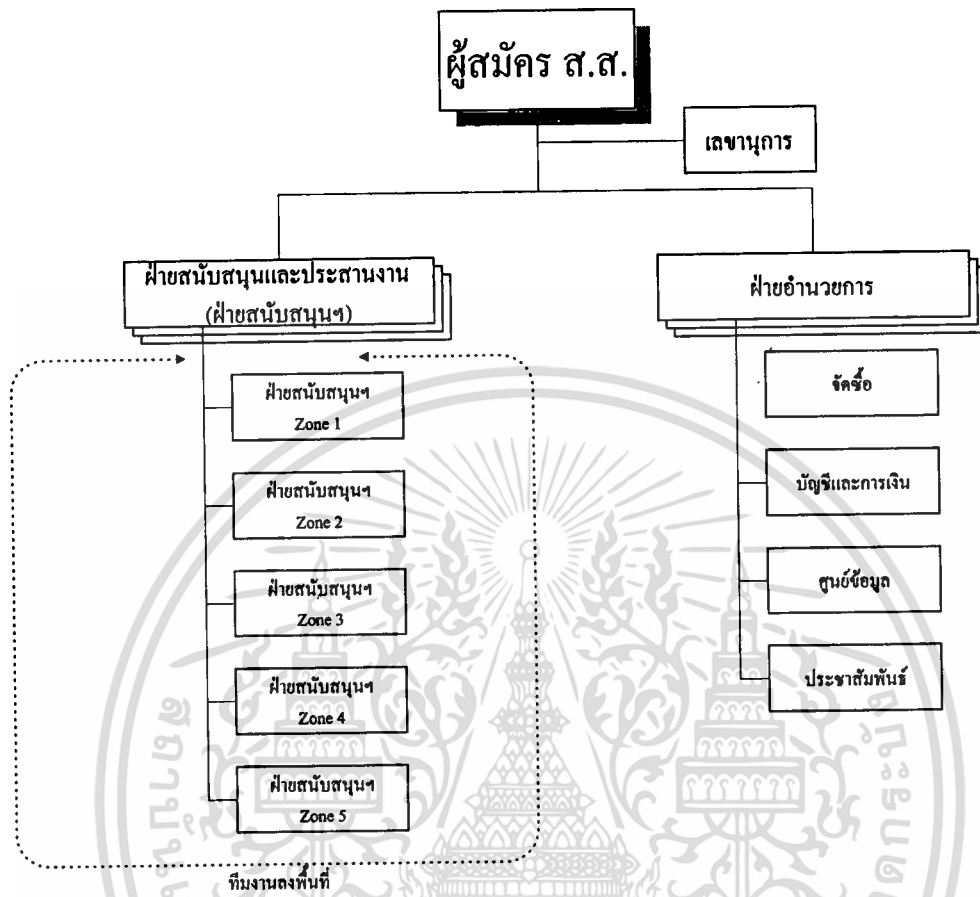 ผู้สมัคร ส.ส.
เลขานุการ
ฝ่ายสนับสนุนและประสานงาน
(ฝ่ายสนับสนุนฯ)
ฝ่ายสนับสนุนฯ
Zone 1
ฝ่ายสนับสนุนฯ
Zone 2
ฝ่ายสนับสนุนฯ
Zone 3
ฝ่ายสนับสนุนฯ
Zone 4
ฝ่ายสนับสนุนฯ
Zone 5
ทีมงานลงพื้นที่
ฝ่ายอำนวยการ
จัดซื้อ
บัญชีและการเงิน
ศูนย์ข้อมูล
ประชาสัมพันธ์